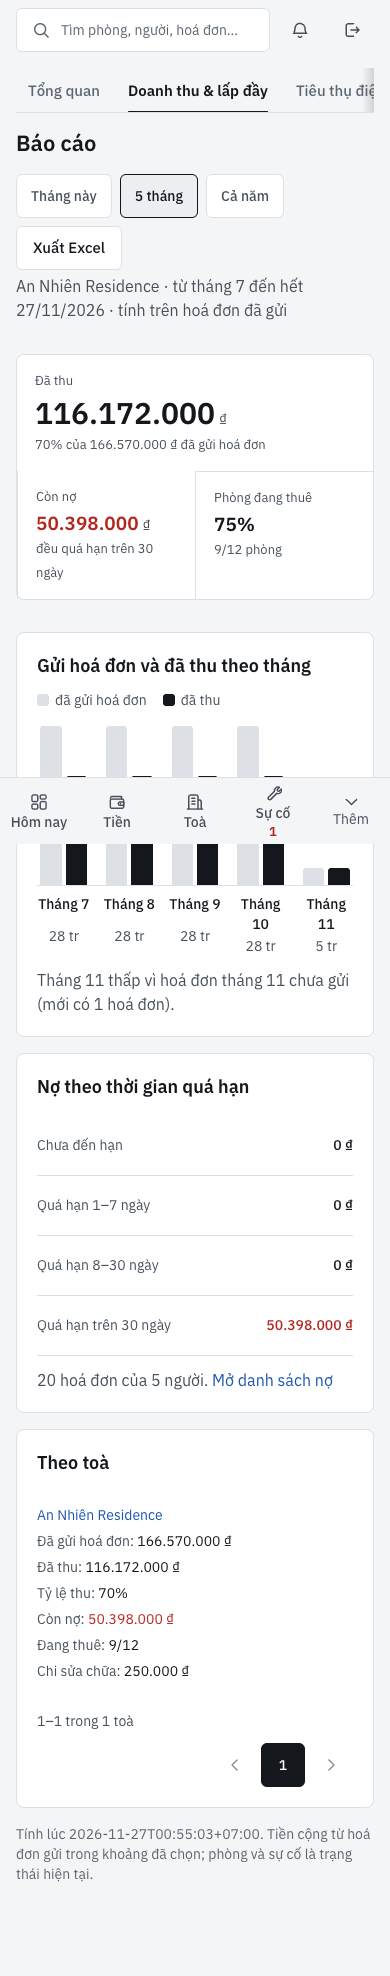 Tìm phòng, người, hoá đơn...
Tổng quan
Doanh thu & lấp đầy
Tiêu thụ điệ
Báo cáo
Tháng này
5 tháng
Cả năm
Xuất Excel
An Nhiên Residence · từ tháng 7 đến hết
27/11/2026 · tính trên hoá đơn đã gửi
Đã thu
116.172.000 ₫
70% của 166.570.000 ₫ đã gửi hoá đơn
Còn nợ
50.398.000 ₫
đều quá hạn trên 30
ngày
Phòng đang thuê
75%
9/12 phòng
Gửi hoá đơn và đã thu theo tháng
đã gửi hoá đơn
đã thu
Hôm nay
Tiền
Toà
Sự cố
1
Thêm
Tháng 7
28 tr
Tháng 8
28 tr
Tháng 9
28 tr
Tháng
10
28 tr
Tháng
11
5 tr
Tháng 11 thấp vì hoá đơn tháng 11 chưa gửi
(mới có 1 hoá đơn).
Nợ theo thời gian quá hạn
Chưa đến hạn
0 ₫
Quá hạn 1–7 ngày
0 ₫
Quá hạn 8–30 ngày
0 ₫
Quá hạn trên 30 ngày
50.398.000 ₫
20 hoá đơn của 5 người. Mở danh sách nợ
Theo toà
An Nhiên Residence
Đã gửi hoá đơn: 166.570.000 ₫
Đã thu: 116.172.000 ₫
Tỷ lệ thu: 70%
Còn nợ: 50.398.000 ₫
Đang thuê: 9/12
Chi sửa chữa: 250.000 ₫
1–1 trong 1 toà
1
Tính lúc 2026-11-27T00:55:03+07:00. Tiền cộng từ hoá
đơn gửi trong khoảng đã chọn; phòng và sự cố là trạng
thái hiện tại.